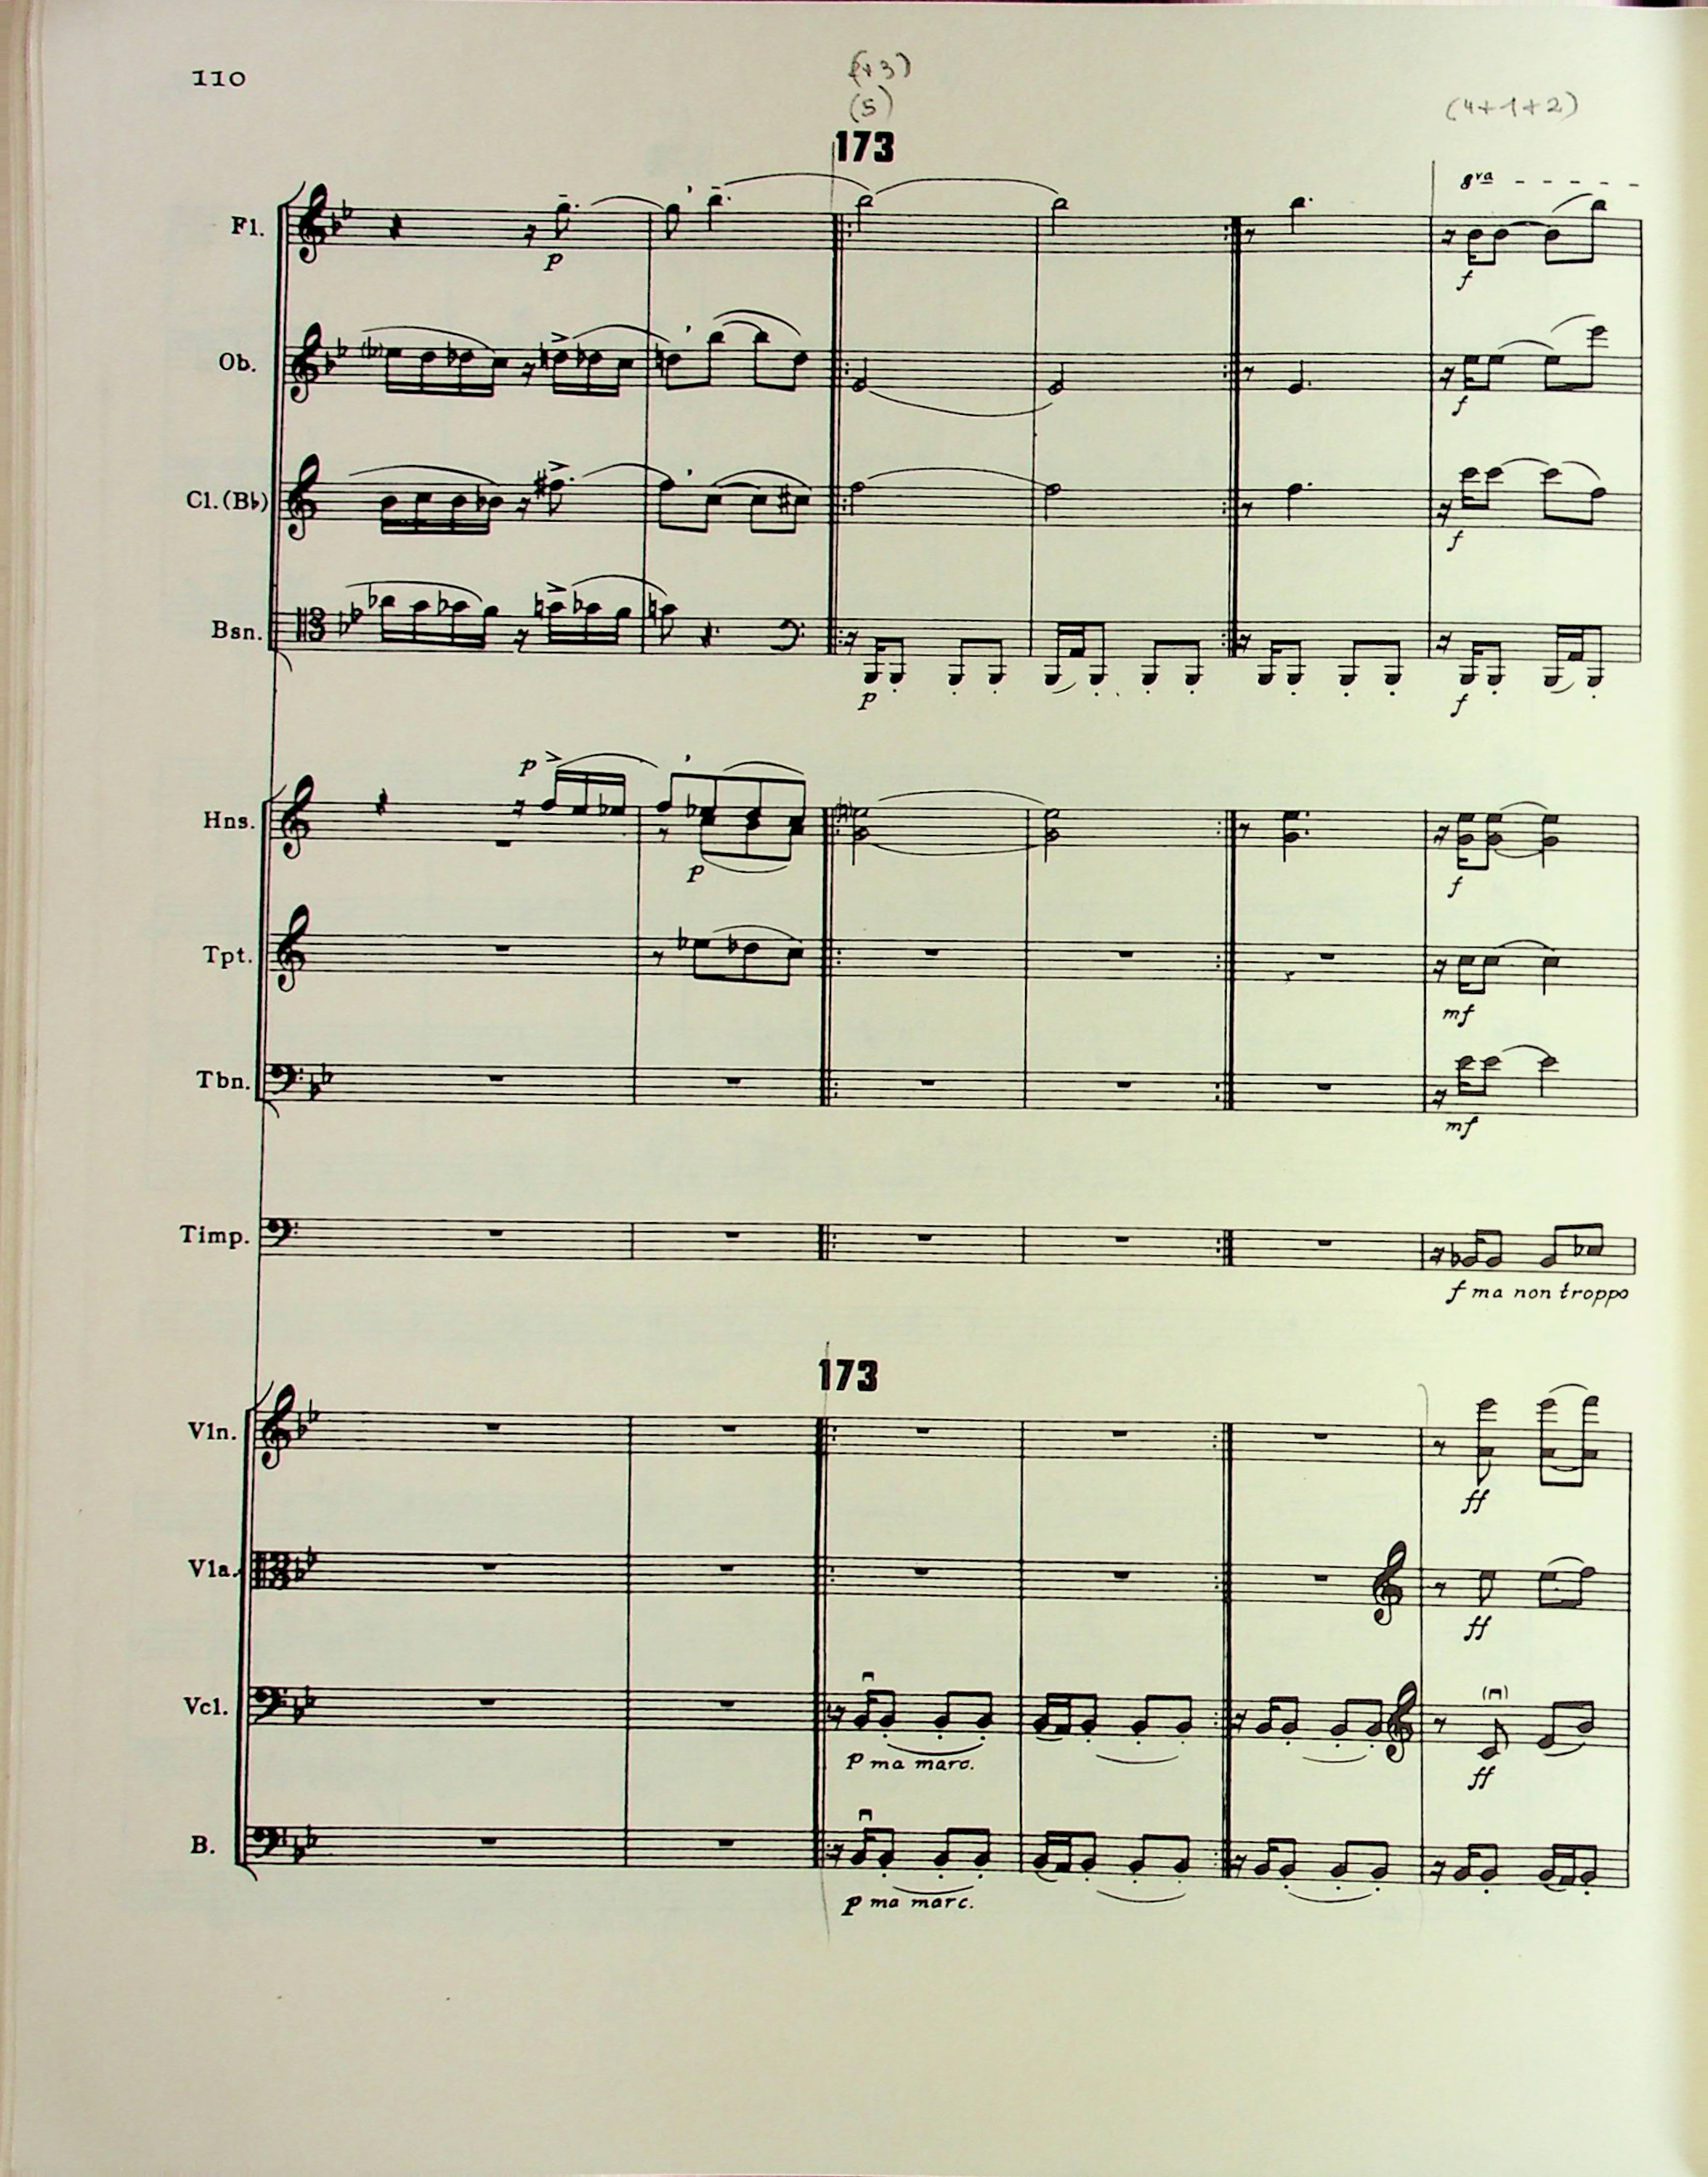 110
(+3)
(5)
(4+1+2)
173
8va
Fl.
p
f
Ob.
f
Cl.(B♭)
f
Bsn.
p
f
p
Hns.
p
f
Tpt.
mf
Tbn.
mf
Timp.
f ma non troppo
173
Vln.
ff
Vla.
ff
Vcl.
p ma marc.
ff
B.
p ma marc.